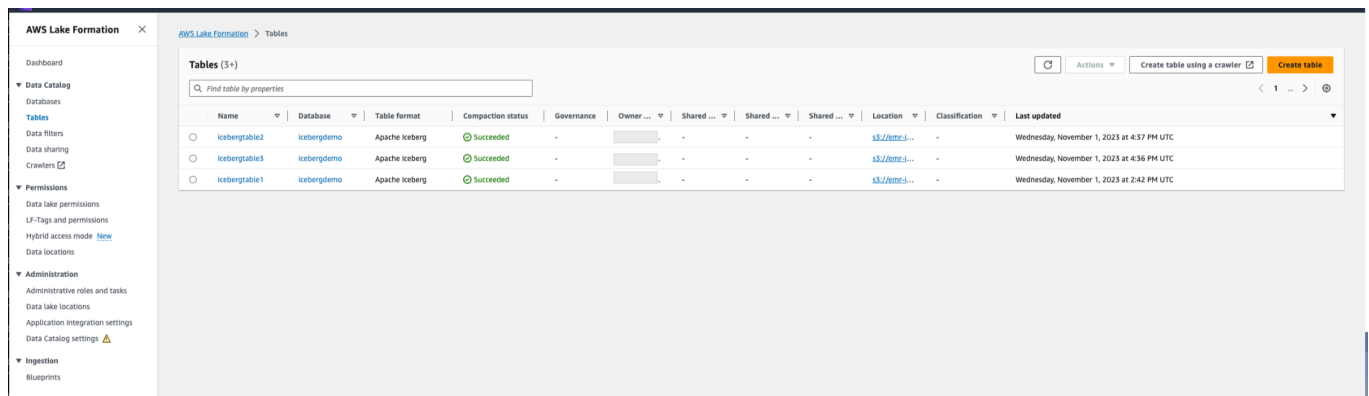 AWS Lake Formation
Dashboard
Data Catalog
Databases
Tables
Data filters
Data sharing
Crawlers
Permissions
Data lake permissions
LF-Tags and permissions
Hybrid access mode New
Data locations
Administration
Administrative roles and tasks
Data lake locations
Application integration settings
Data Catalog settings
Ingestion
Blueprints
AWS Lake Formation > Tables
Tables (3+)
Actions
Create table using a crawler
Create table
Find table by properties
< 1 ... >
Name Database Table format Compaction status Governance Owner ... Shared ... Shared ... Shared ... Location Classification Last updated
icebergtable2 icebergdemo Apache Iceberg Succeeded - . - - - s3://emr-i... - Wednesday, November 1, 2023 at 4:37 PM UTC
icebergtable3 icebergdemo Apache Iceberg Succeeded - . - - - s3://emr-i... - Wednesday, November 1, 2023 at 4:36 PM UTC
icebergtable1 icebergdemo Apache Iceberg Succeeded - . - - - s3://emr-i... - Wednesday, November 1, 2023 at 2:42 PM UTC